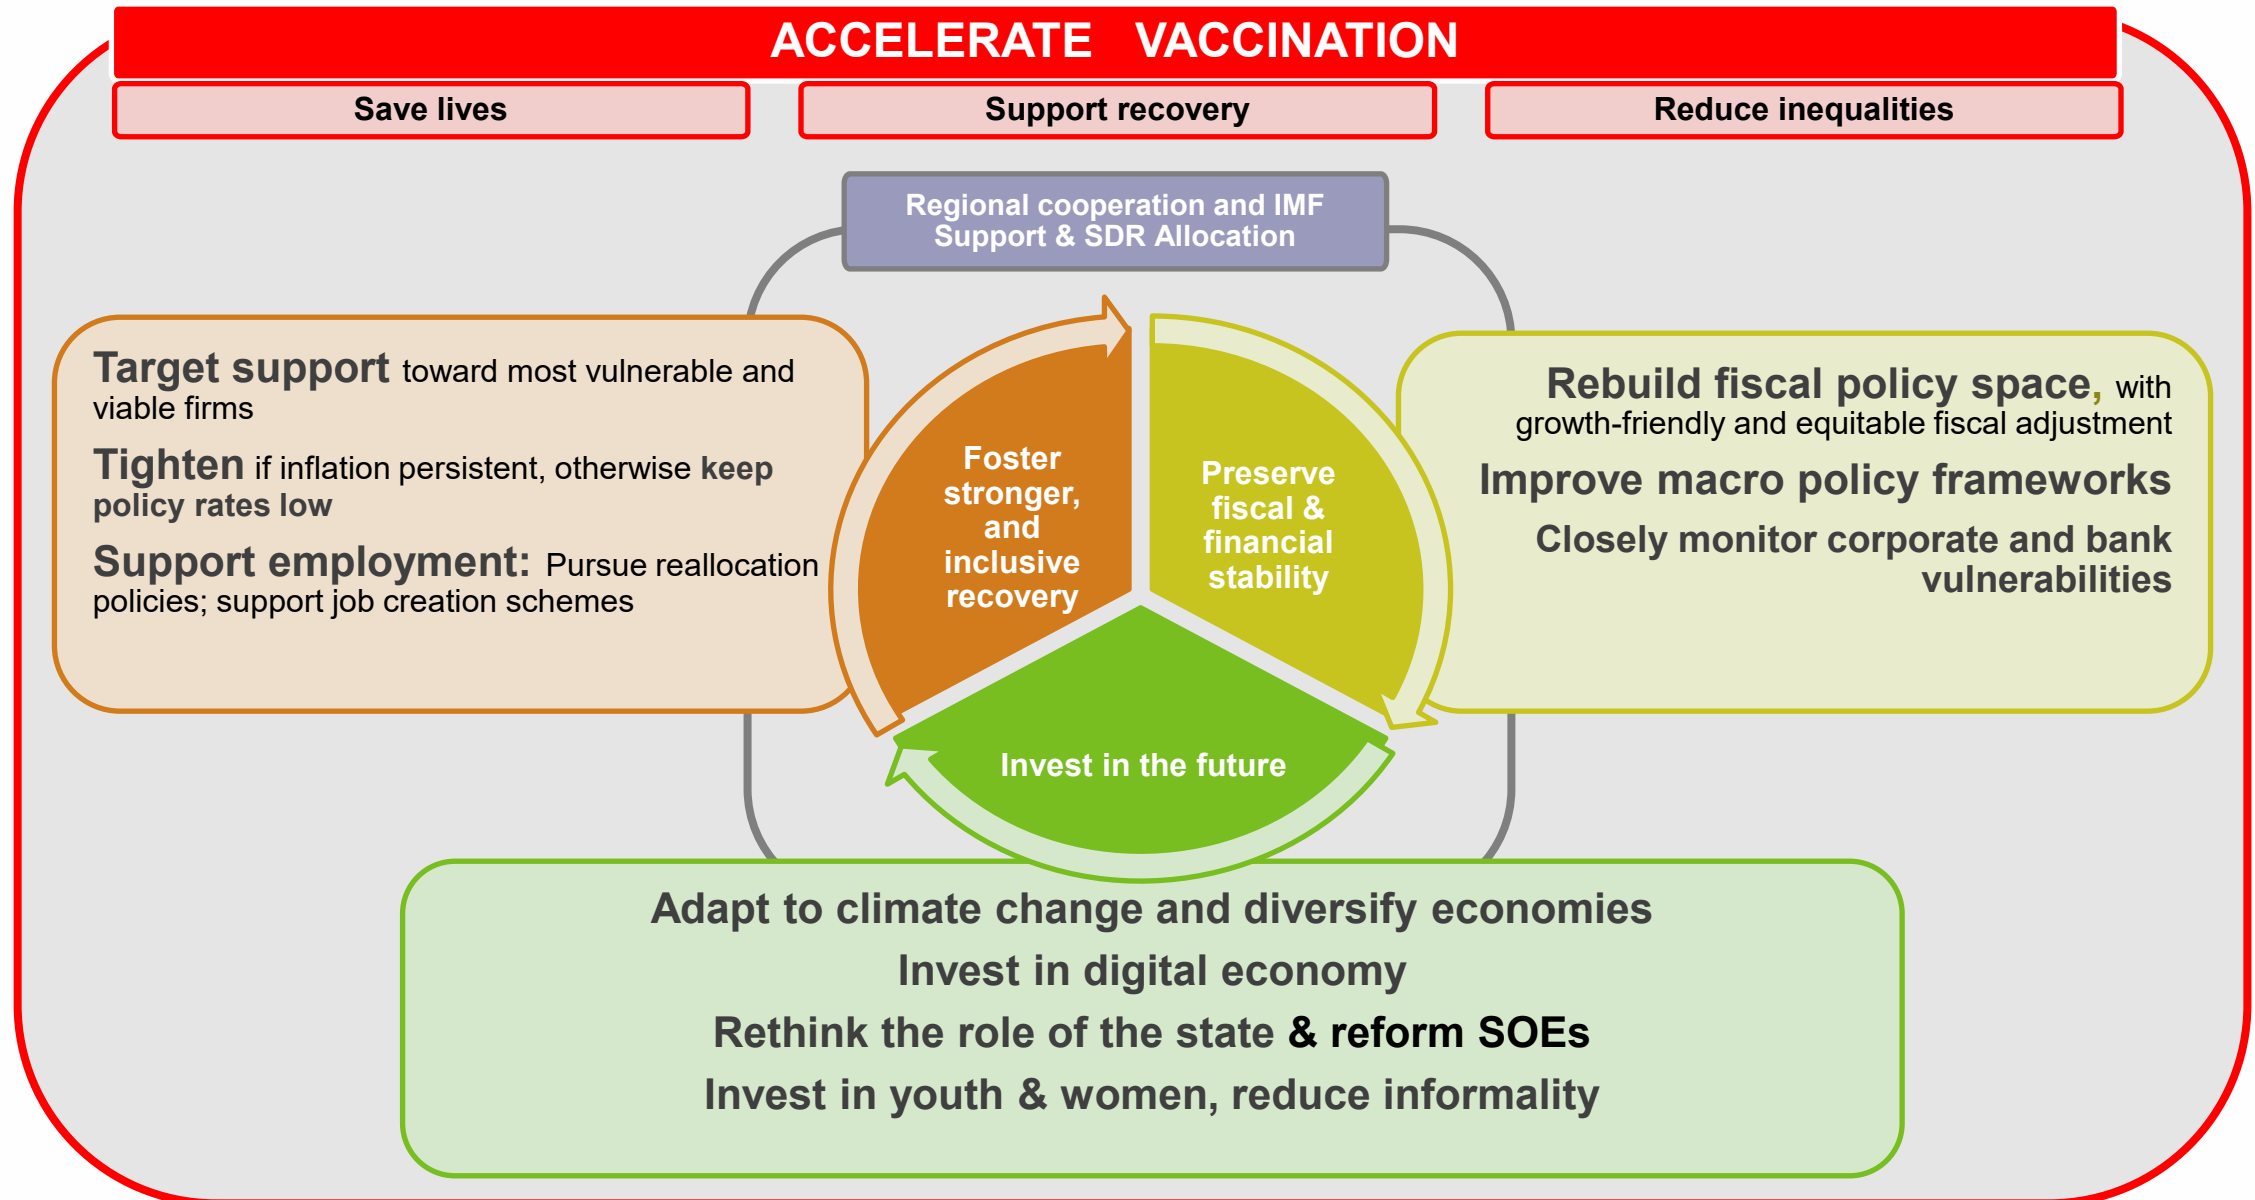 ACCELERATE VACCINATION
Save lives
Support recovery
Reduce inequalities
Regional cooperation and IMF
Support & SDR Allocation
Target support toward most vulnerable and
viable firms
Tighten if inflation persistent, otherwise keep
policy rates low
Support employment: Pursue reallocation
policies; support job creation schemes
Foster
stronger,
and
inclusive
recovery
Preserve
fiscal &
financial
stability
Rebuild fiscal policy space, with
growth-friendly and equitable fiscal adjustment
Improve macro policy frameworks
Closely monitor corporate and bank
vulnerabilities
Invest in the future
Adapt to climate change and diversify economies
Invest in digital economy
Rethink the role of the state & reform SOEs
Invest in youth & women, reduce informality